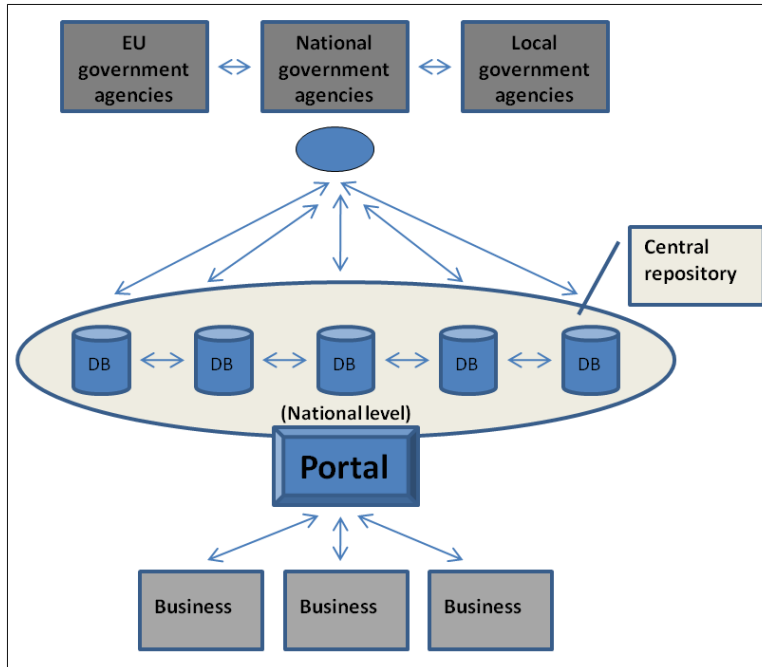 EU
government
agencies
National
government
agencies
Local
government
agencies
Central
repository
DB
DB
DB
DB
DB
(National level)
Portal
Business
Business
Business